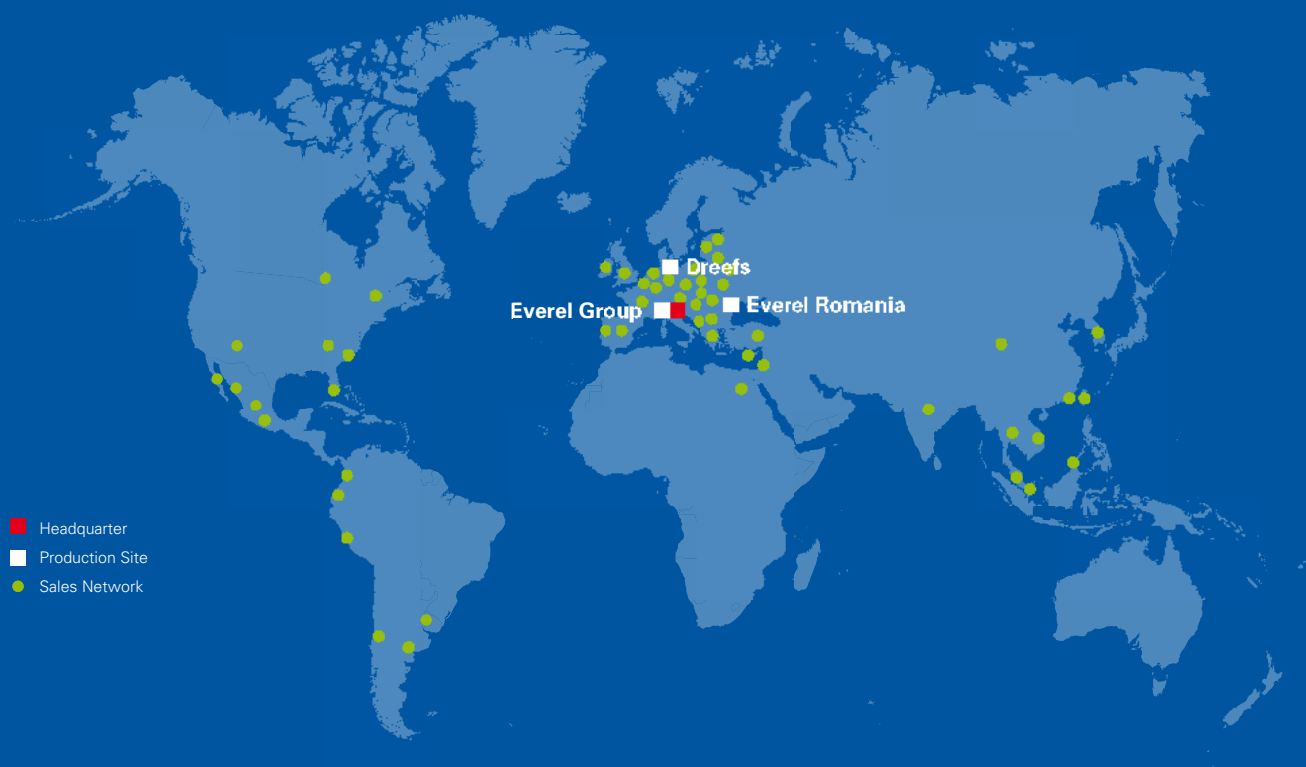 Dreefs
Everel Group
Everel Romania
Headquarter
Production Site
Sales Network